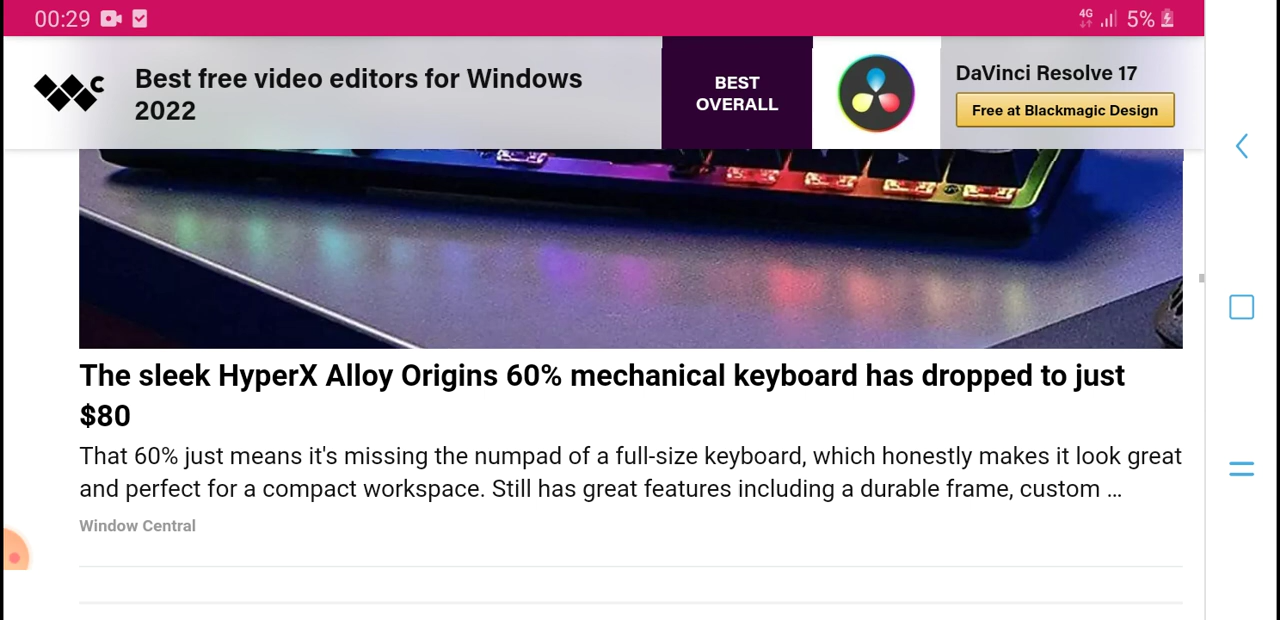 00:29
4G
5%
Best free video editors for Windows
2022
BEST
OVERALL
DaVinci Resolve 17
Free at Blackmagic Design
The sleek HyperX Alloy Origins 60% mechanical keyboard has dropped to just
$80
That 60% just means it's missing the numpad of a full-size keyboard, which honestly makes it look great
and perfect for a compact workspace. Still has great features including a durable frame, custom ...
Window Central